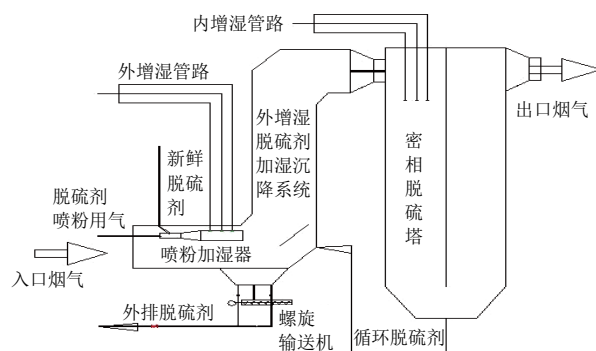 内增湿管路
外增湿管路
出口烟气
外增湿
脱硫剂
加湿沉
降系统
密
相
脱
硫
塔
新鲜
脱硫
剂
脱硫剂
喷粉用气
喷粉加湿器
入口烟气
外排脱硫剂
螺旋
输送机
循环脱硫剂